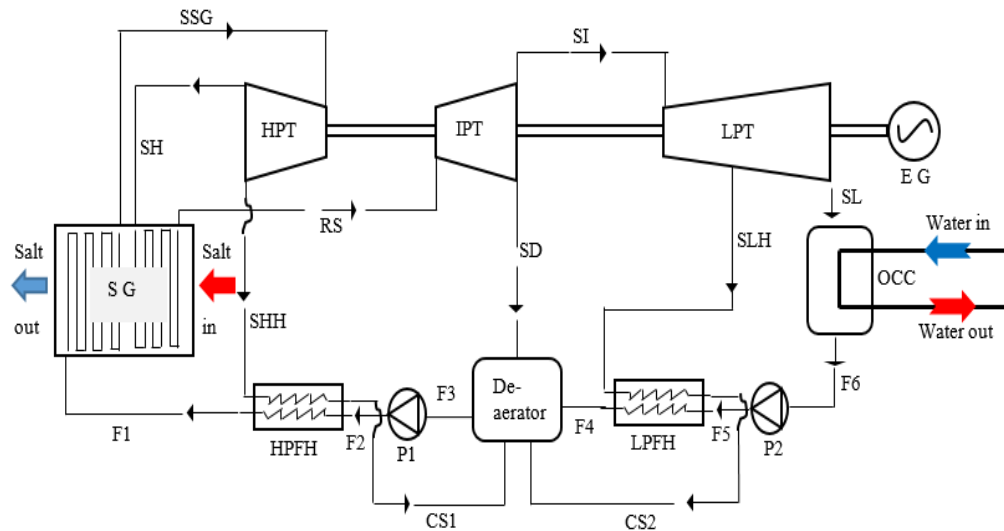 SSG
SI
SH
HPT
IPT
LPT
E G
RS
SD
SLH
SL
Water in
OCC
Water out
Salt
out
S G
Salt
in
SHH
De-
aerator
F1
HPFH
F2
P1
F3
F4
LPFH
F5
P2
F6
CS1
CS2